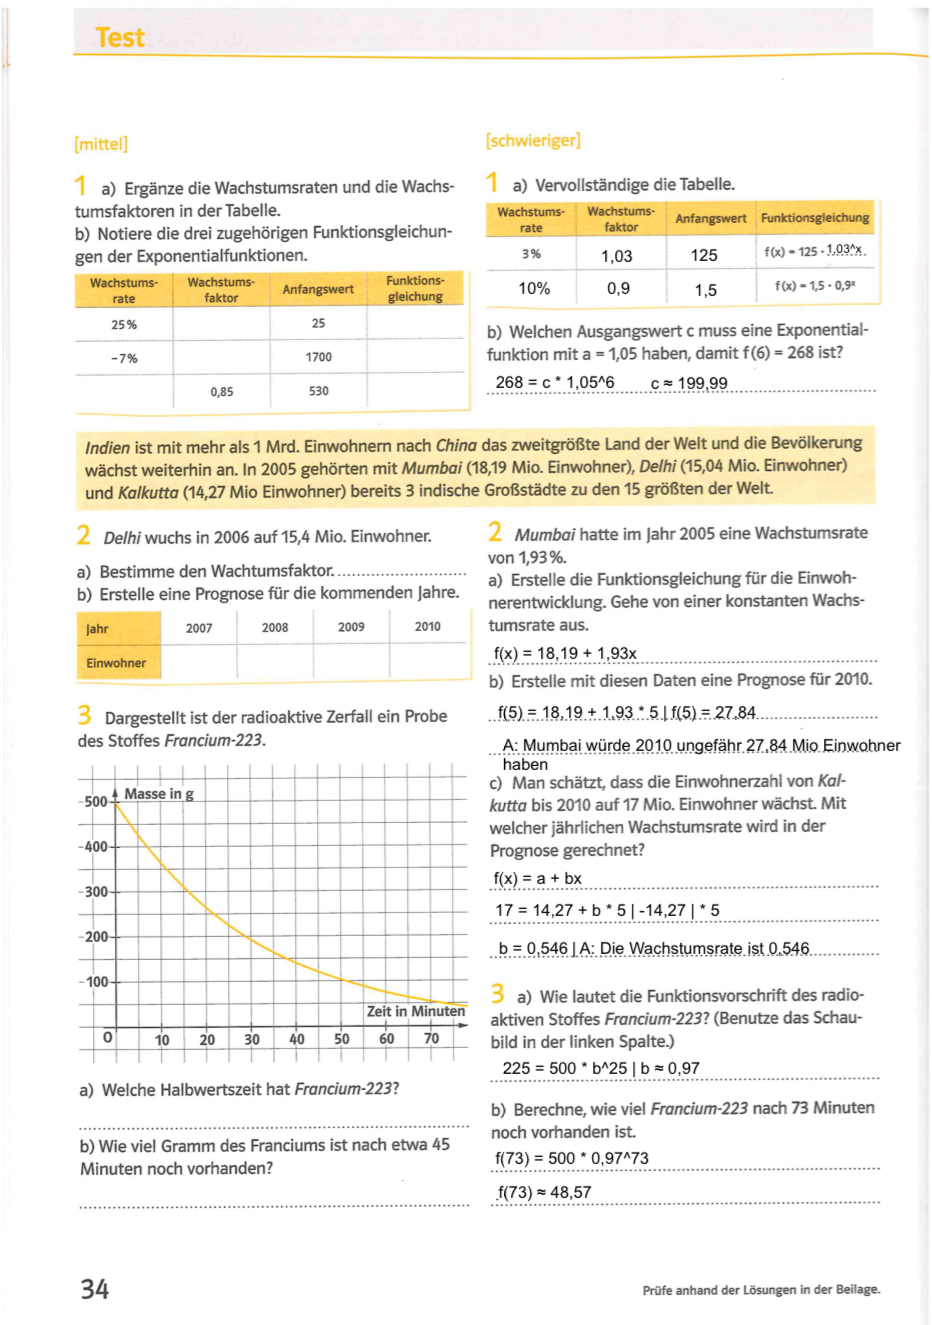 Test
[mittel]
1 a) Ergänze die Wachstumsraten und die Wachs-
tumsfaktoren in der Tabelle.
b) Notiere die drei zugehörigen Funktionsgleichun-
gen der Exponentialfunktionen.
Wachstums-
rate
Wachstums-
faktor
Anfangswert
Funktions-
gleichung
25% 25
-7% 1700
0,85 530
[schwieriger]
1 a) Vervollständige die Tabelle.
Wachstums-
rate
Wachstums-
faktor
Anfangswert
Funktionsgleichung
3% 1,03 125 f(x) = 125 · 1,03^x.
10% 0,9 1,5 f(x) = 1,5 · 0,9ˣ
b) Welchen Ausgangswert c muss eine Exponential-
funktion mit a = 1,05 haben, damit f(6) = 268 ist?
268 = c * 1,05^6 c ≈ 199,99
Indien ist mit mehr als 1 Mrd. Einwohnern nach China das zweitgrößte Land der Welt und die Bevölkerung
wächst weiterhin an. In 2005 gehörten mit Mumbai (18,19 Mio. Einwohner), Delhi (15,04 Mio. Einwohner)
und Kalkutta (14,27 Mio Einwohner) bereits 3 indische Großstädte zu den 15 größten der Welt.
2 Delhi wuchs in 2006 auf 15,4 Mio. Einwohner.
a) Bestimme den Wachtumsfaktor.
b) Erstelle eine Prognose für die kommenden Jahre.
Jahr 2007 2008 2009 2010
Einwohner
3 Dargestellt ist der radioaktive Zerfall ein Probe
des Stoffes Francium-223.
Masse in g
500
400
300
200
100
Zeit in Minuten
0 10 20 30 40 50 60 70
a) Welche Halbwertszeit hat Francium-223?
b) Wie viel Gramm des Franciums ist nach etwa 45
Minuten noch vorhanden?
2 Mumbai hatte im Jahr 2005 eine Wachstumsrate
von 1,93%.
a) Erstelle die Funktionsgleichung für die Einwoh-
nerentwicklung. Gehe von einer konstanten Wachs-
tumsrate aus.
f(x) = 18,19 + 1,93x
b) Erstelle mit diesen Daten eine Prognose für 2010.
f(5) = 18,19 + 1,93 * 5 | f(5) = 27,84
A: Mumbai würde 2010 ungefähr 27,84 Mio Einwohner
haben
c) Man schätzt, dass die Einwohnerzahl von Kal-
kutta bis 2010 auf 17 Mio. Einwohner wächst. Mit
welcher jährlichen Wachstumsrate wird in der
Prognose gerechnet?
f(x) = a + bx
17 = 14,27 + b * 5 | -14,27 | * 5
b = 0,546 | A: Die Wachstumsrate ist 0,546
3 a) Wie lautet die Funktionsvorschrift des radio-
aktiven Stoffes Francium-223? (Benutze das Schau-
bild in der linken Spalte.)
225 = 500 * b^25 | b ≈ 0,97
b) Berechne, wie viel Francium-223 nach 73 Minuten
noch vorhanden ist.
f(73) = 500 * 0,97^73
f(73) ≈ 48,57
34
Prüfe anhand der Lösungen in der Beilage.